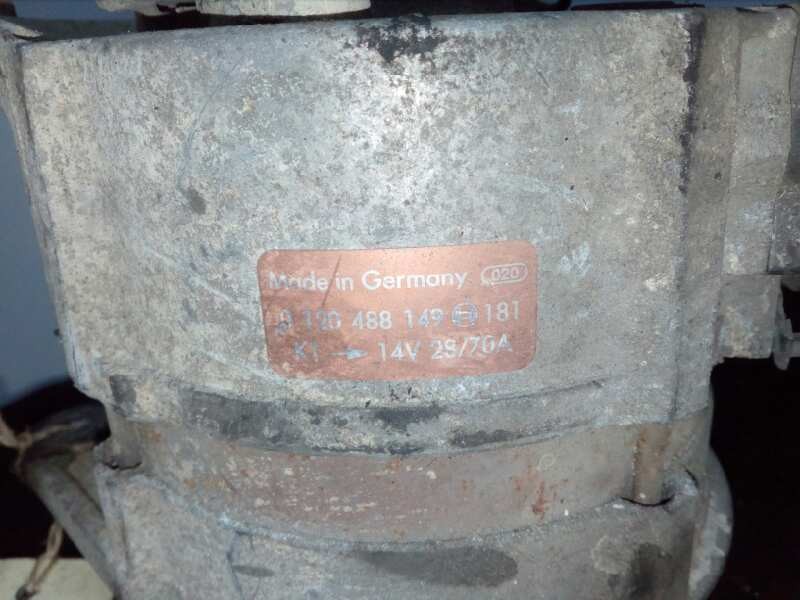 Made in Germany 020
0 120 488 149 181
K1 → 14V 28/70A